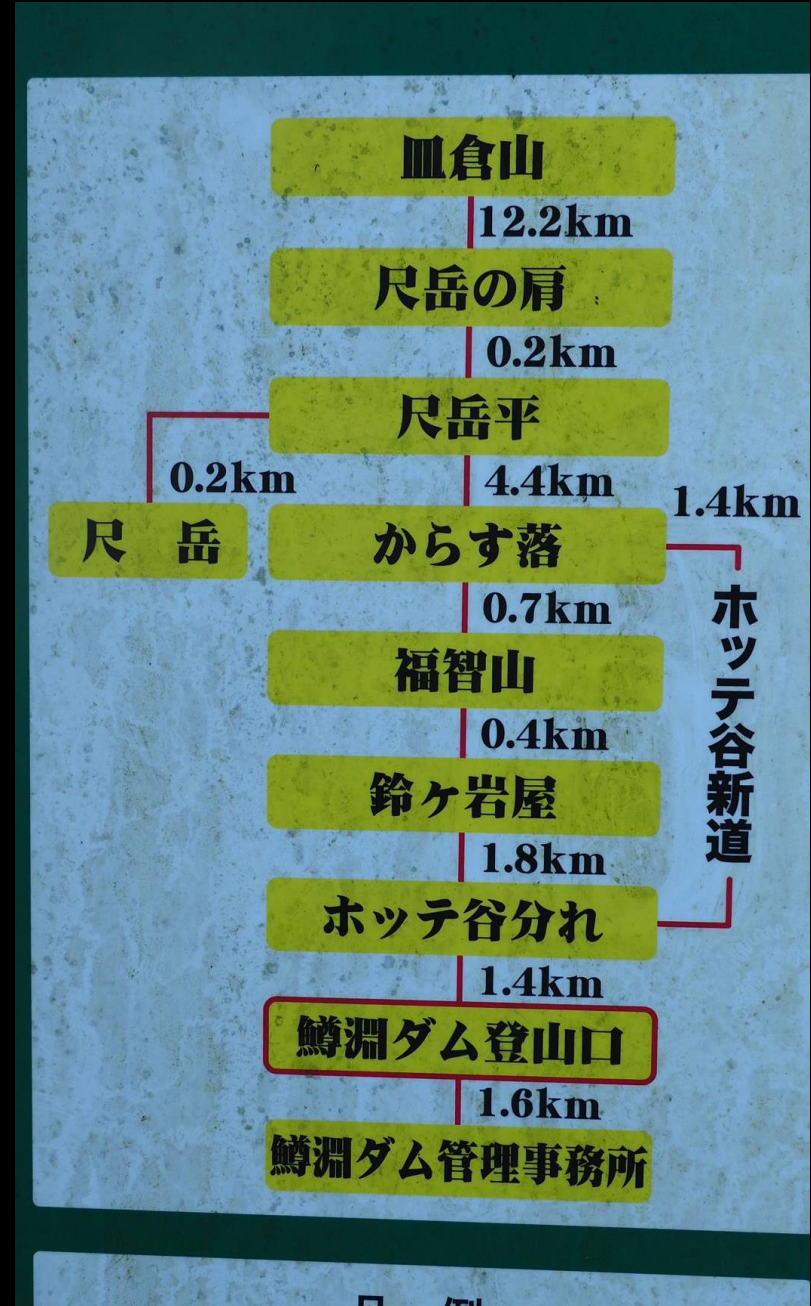 皿倉山
12.2km
尺岳の肩
0.2km
尺岳平
0.2km
4.4km
1.4km
尺 岳
からす落
0.7km
ホッテ谷新道
福智山
0.4km
鈴ヶ岩屋
1.8km
ホッテ谷分れ
1.4km
鱒淵ダム登山口
1.6km
鱒淵ダム管理事務所